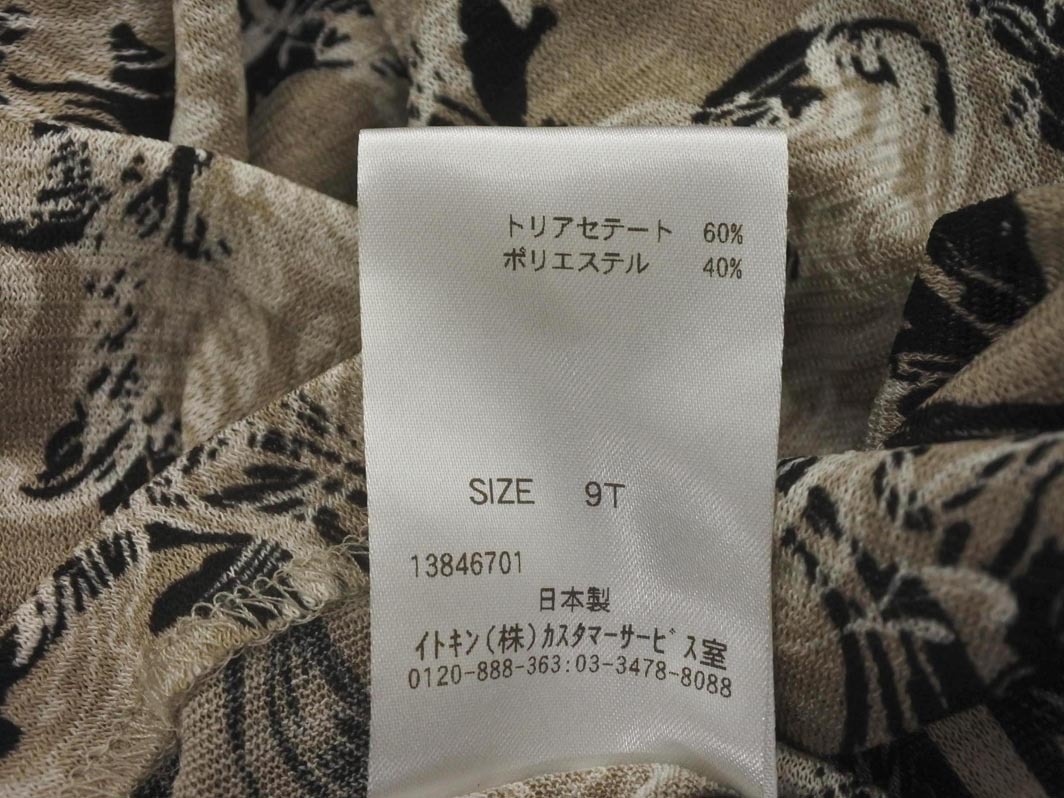 トリアセテート 60%
ポリエステル 40%
SIZE 9T
13846701
日本製
イトキン(株)カスタマーサービス室
0120-888-363:03-3478-8088